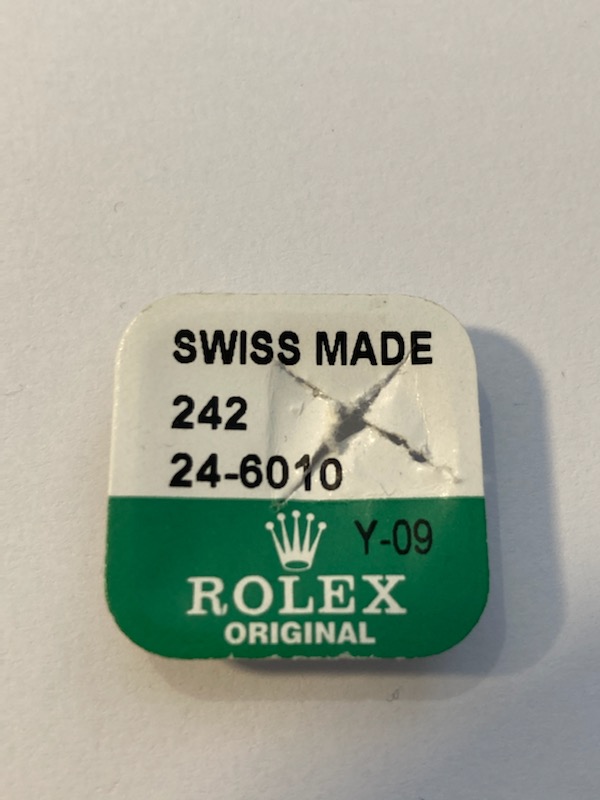 SWISS MADE
242
24-6010
Y-09
ROLEX
ORIGINAL